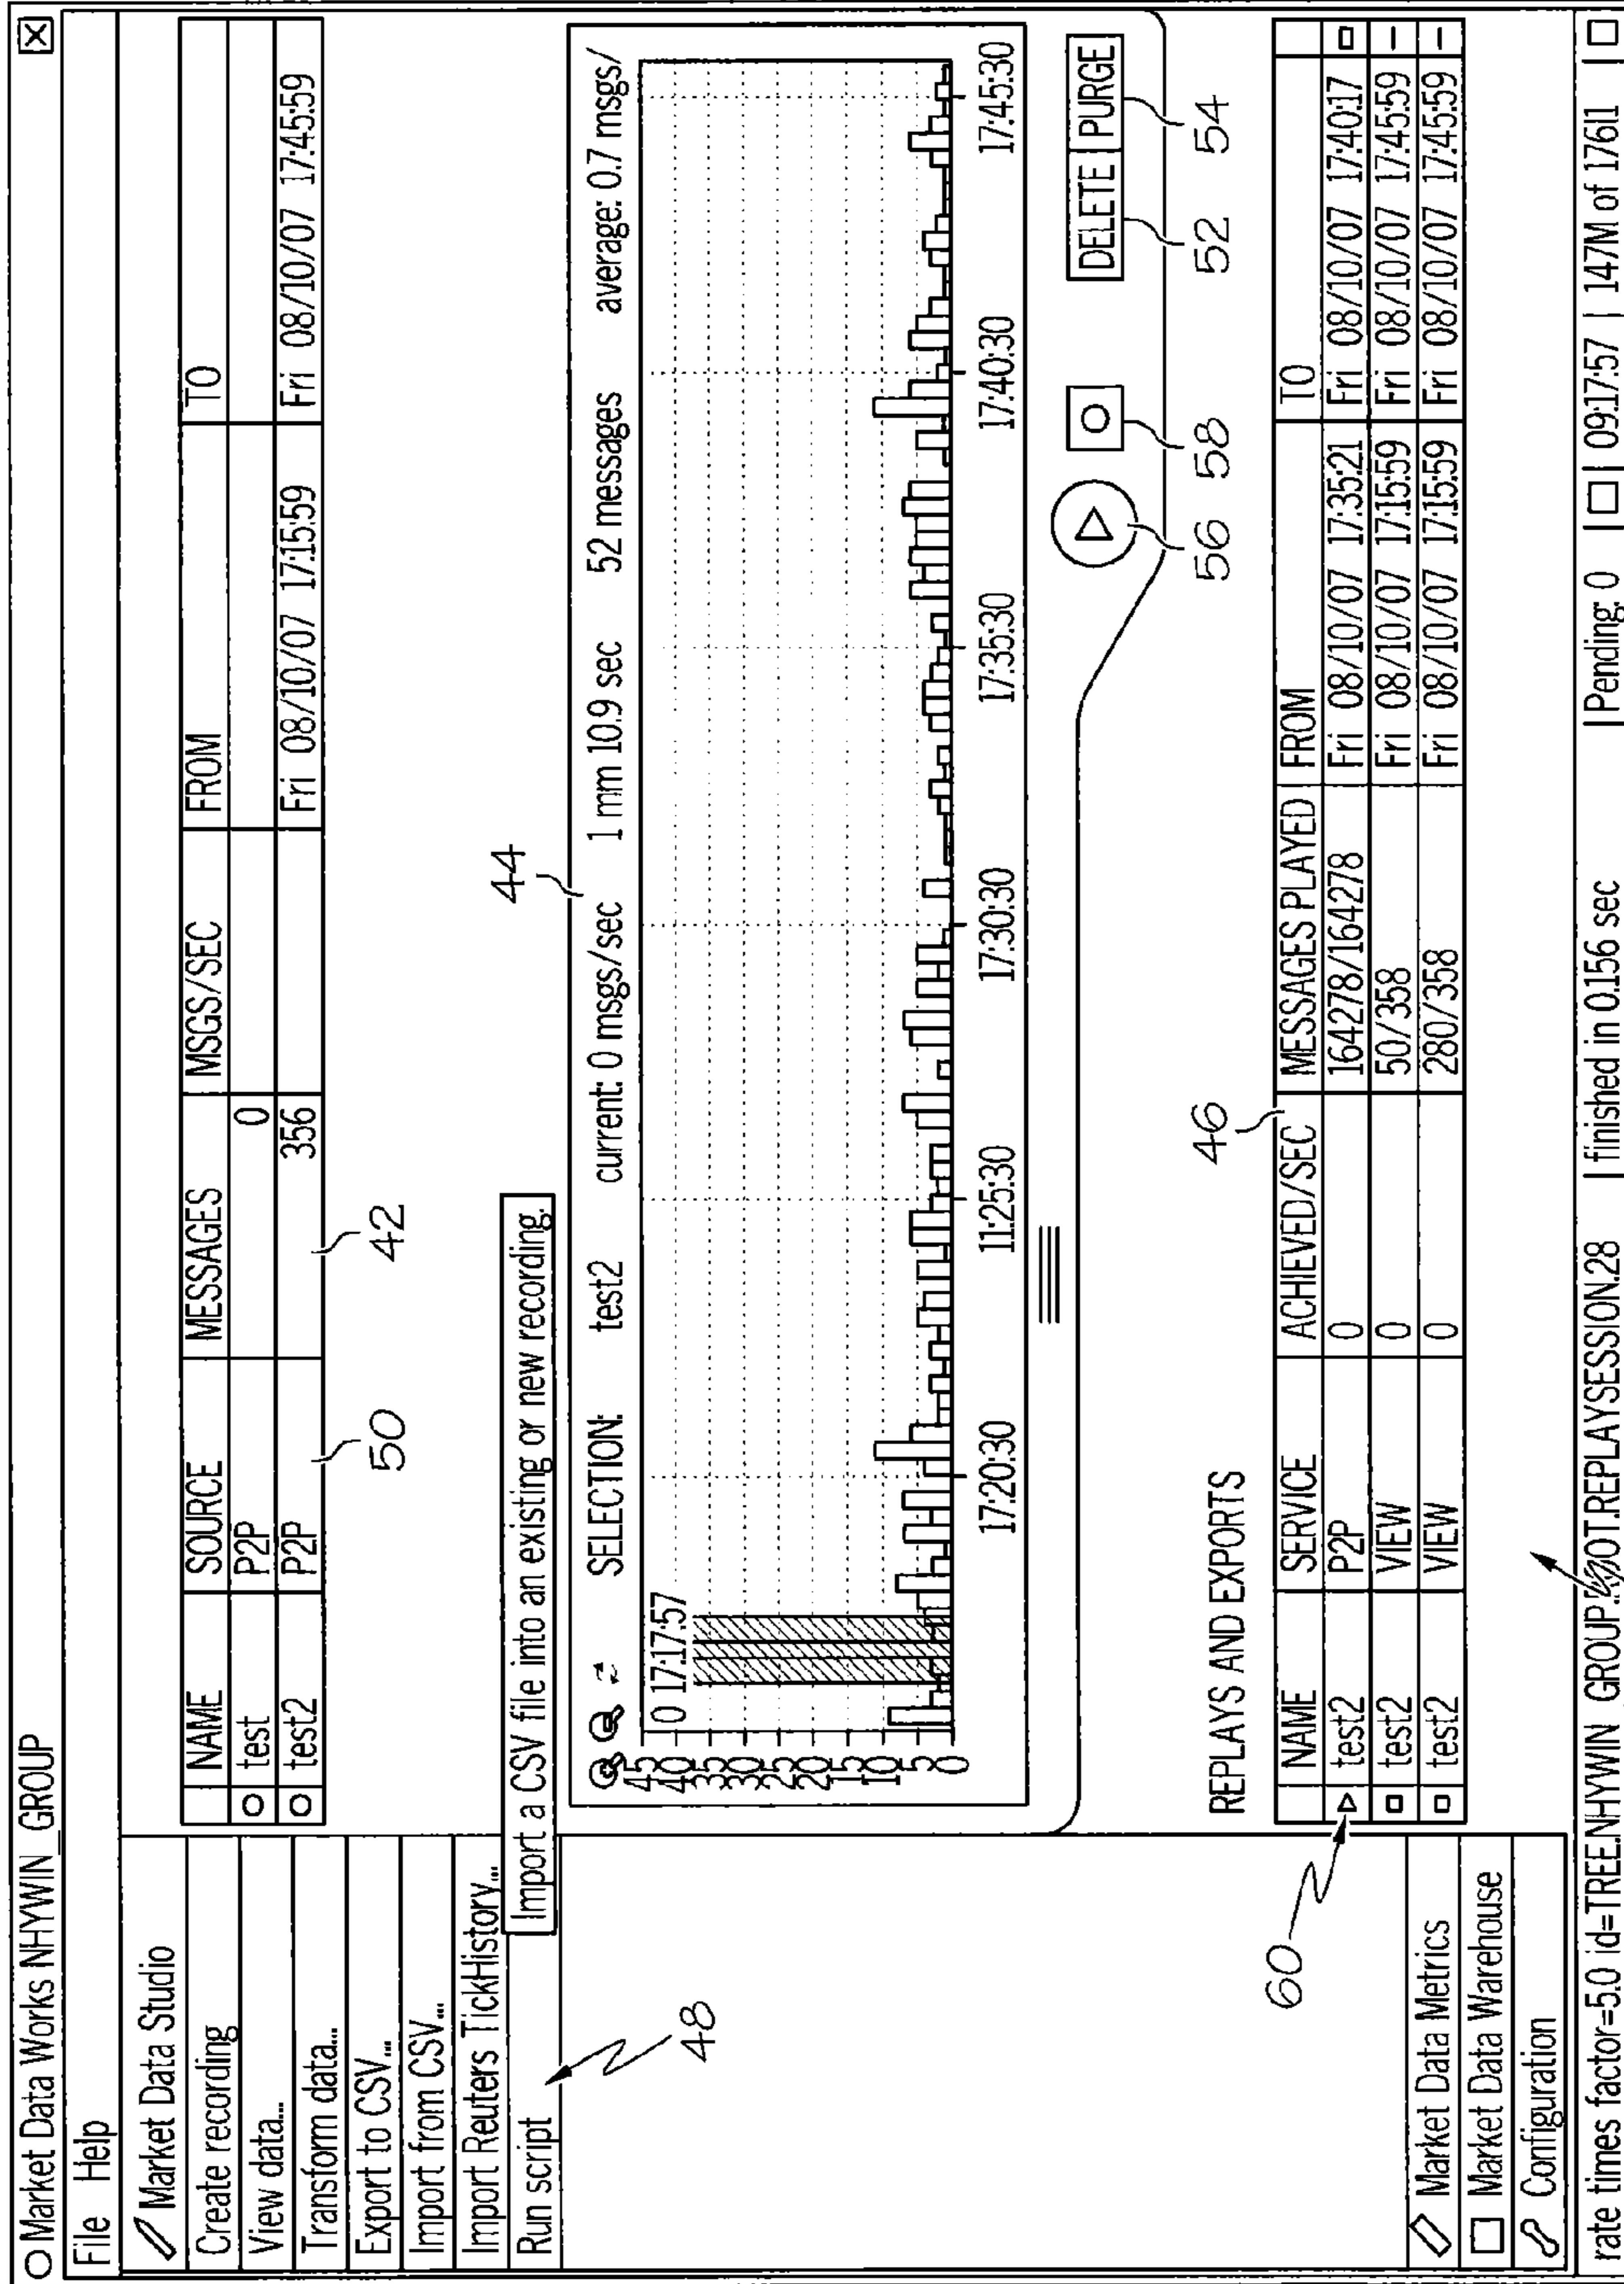 Market Data Works NHYWIN_GROUP
File Help
Market Data Studio
Create recording
View data...
Transform data...
Export to CSV...
Import from CSV...
Import Reuters TickHistory...
Run script
48
Import a CSV file into an existing or new recording.
NAME SOURCE MESSAGES MSGS/SEC FROM TO
test P2P 0
test2 P2P 356 Fri 08/10/07 17:15:59 Fri 08/10/07 17:45:59
50
42
44
SELECTION: test2 current: 0 msgs/sec 1 mm 10.9 sec 52 messages average: 0.7 msgs/
0 17:17:57
45
40
35
30
25
20
15
10
5
0
17:20:30 11:25:30 17:30:30 17:35:30 17:40:30 17:45:30
DELETE PURGE
56 58 52 54
REPLAYS AND EXPORTS
46
NAME SERVICE ACHIEVED/SEC MESSAGES PLAYED FROM TO
test2 P2P 0 164278/164278 Fri 08/10/07 17:35:21 Fri 08/10/07 17:40:17
test2 VIEW 0 50/358 Fri 08/10/07 17:15:59 Fri 08/10/07 17:45:59
test2 VIEW 0 280/358 Fri 08/10/07 17:15:59 Fri 08/10/07 17:45:59
60
Market Data Metrics
Market Data Warehouse
Configuration
rate times factor=5.0 id=TREE.NHYWIN GROUP. | finished in 0.156 sec | Pending: 0 | 09:17:57 | 147M of 176|1